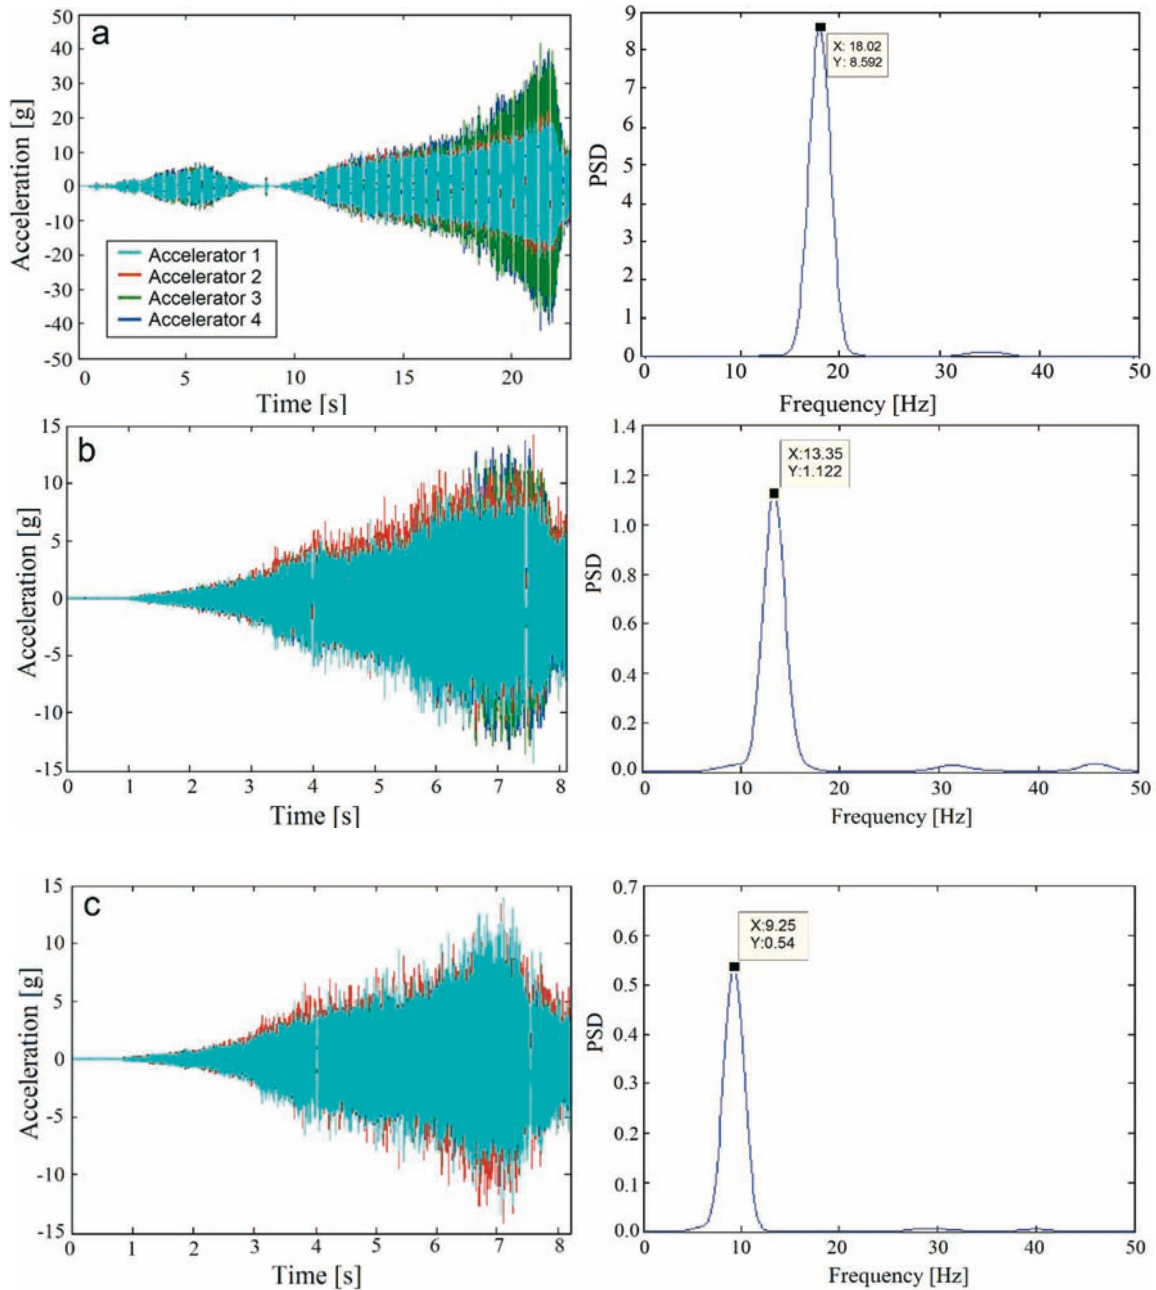 a
50
40
30
20
10
0
-10
-20
-30
-40
-50
Acceleration [g]
Accelerator 1
Accelerator 2
Accelerator 3
Accelerator 4
0 5 10 15 20
Time [s]
9
8
7
6
5
4
3
2
1
0
PSD
X: 18.02
Y: 8.592
0 10 20 30 40 50
Frequency [Hz]
b
15
10
5
0
-5
-10
-15
Acceleration [g]
0 1 2 3 4 5 6 7 8
Time [s]
1.4
1.2
1.0
0.8
0.6
0.4
0.2
0.0
PSD
X:13.35
Y:1.122
0 10 20 30 40 50
Frequency [Hz]
c
15
10
5
0
-5
-10
-15
Acceleration [g]
0 1 2 3 4 5 6 7 8
Time [s]
0.7
0.6
0.5
0.4
0.3
0.2
0.1
0.0
PSD
X:9.25
Y:0.54
0 10 20 30 40 50
Frequency [Hz]